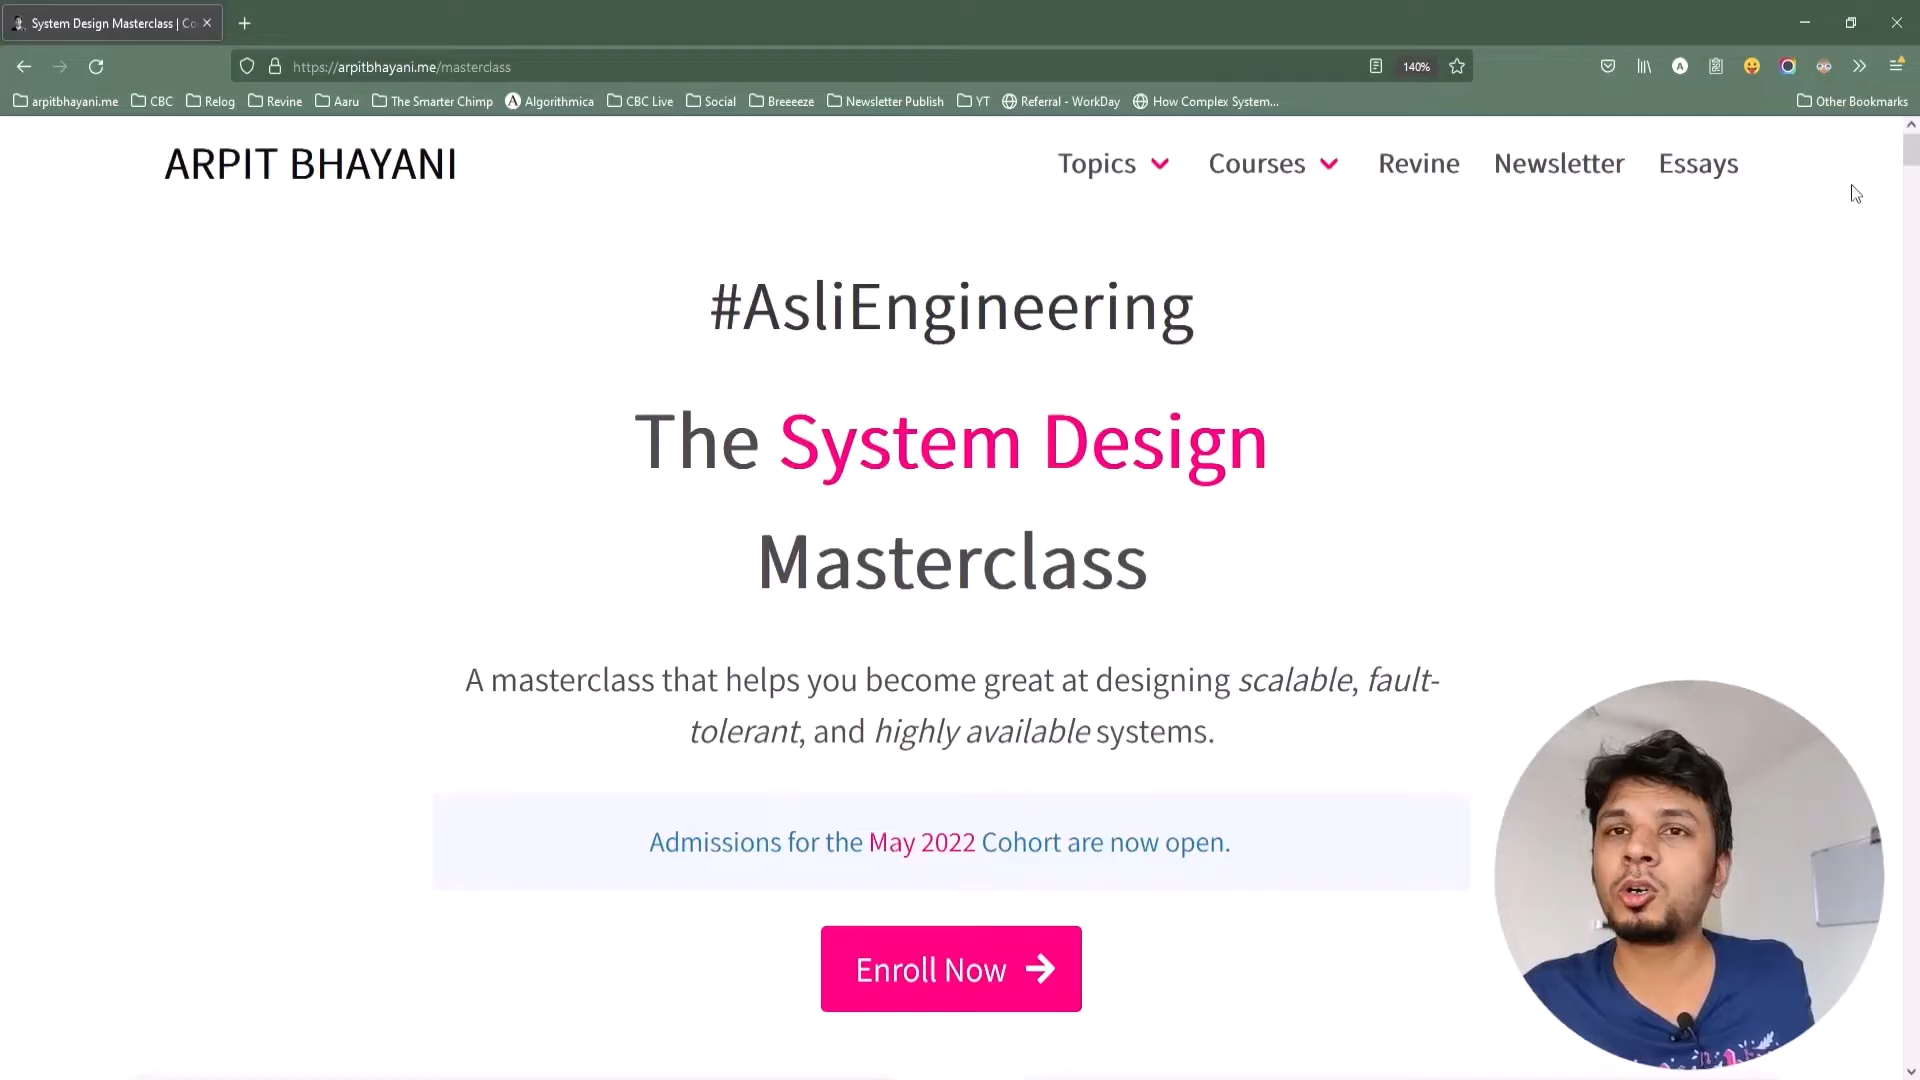 System Design Masterclass | Co
https://arpitbhayani.me/masterclass
140%
arpitbhayani.me CBC Relog Revine Aaru The Smarter Chimp Algorithmica CBC Live Social Breeeeze Newsletter Publish YT Referral - WorkDay How Complex System... Other Bookmarks
ARPIT BHAYANI Topics Courses Revine Newsletter Essays
#AsliEngineering
The System Design
Masterclass
A masterclass that helps you become great at designing scalable, fault-
tolerant, and highly available systems.
Admissions for the May 2022 Cohort are now open.
Enroll Now